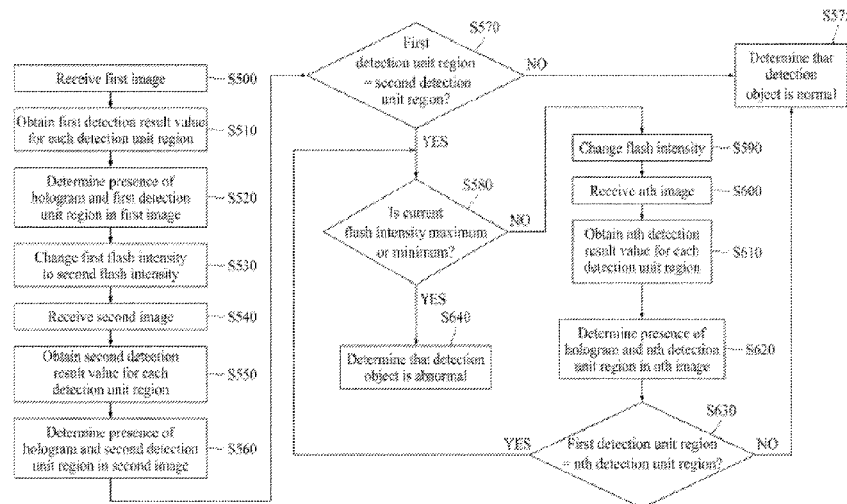 Receive first image
S500
Obtain first detection result value
for each detection unit region
S510
Determine presence of
hologram and first detection
unit region in first image
S520
Change first flash intensity
to second flash intensity
S530
Receive second image
S540
Obtain second detection
result value for each
detection unit region
S550
Determine presence of
hologram and second detection
unit region in second image
S560
S570
First
detection unit region
= second detection
unit region?
NO
YES
S580
Is current
flash intensity maximum
or minimum?
NO
YES
S640
Determine that detection
object is abnormal
Determine that
detection
object is normal
Change flash intensity
S590
Receive nth image
S600
Obtain nth detection
result value for each
detection unit region
S610
Determine presence of
hologram and nth detection
unit region in nth image
S620
S630
First detection unit region
= nth detection unit region?
YES
NO